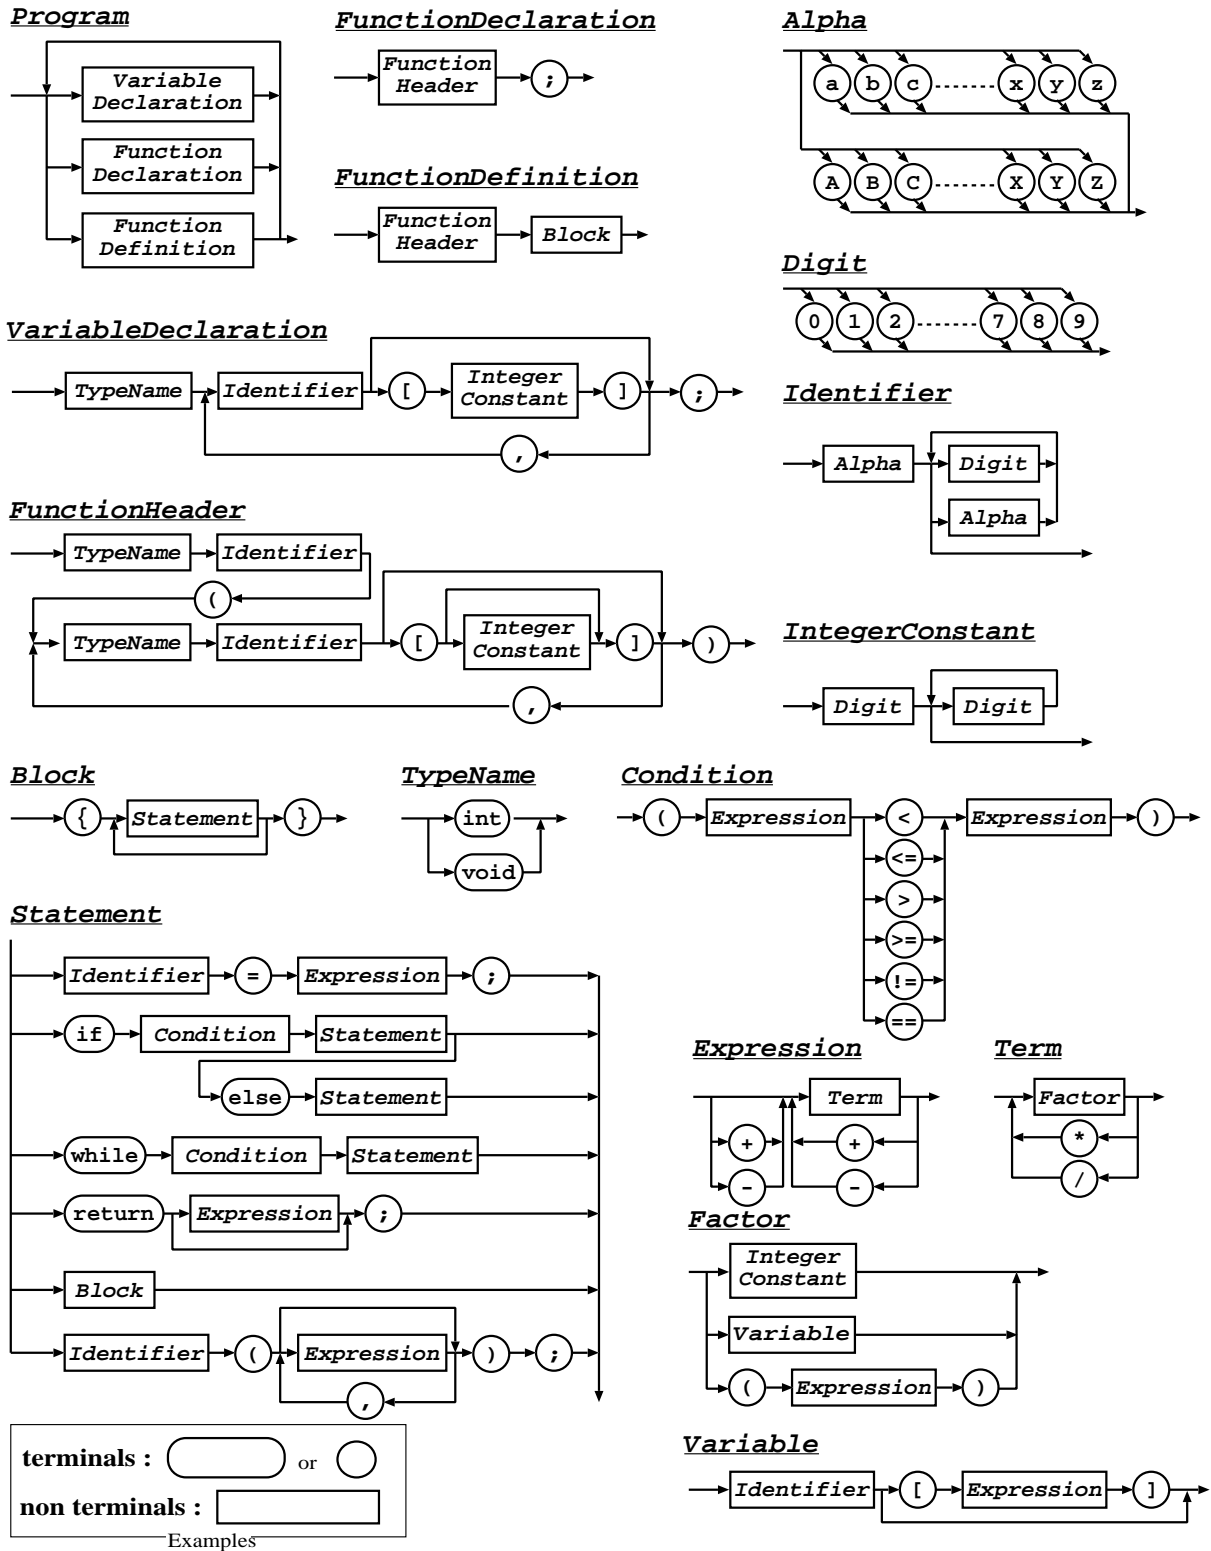 Program
Variable
Declaration
Function
Declaration
Function
Definition
FunctionDeclaration
Function
Header
;
FunctionDefinition
Function
Header
Block
Alpha
a b c ....... x y z
A B C ....... X Y Z
Digit
0 1 2 ....... 7 8 9
VariableDeclaration
TypeName Identifier [ Integer
Constant ] ;
,
Identifier
Alpha Digit
Alpha
FunctionHeader
TypeName Identifier
(
TypeName Identifier [ Integer
Constant ] )
,
IntegerConstant
Digit Digit
Block
{ Statement }
TypeName
int
void
Condition
( Expression < Expression )
<=
>
>=
!=
==
Statement
Identifier = Expression ;
if Condition Statement
else Statement
while Condition Statement
return Expression ;
Block
Identifier ( Expression ) ;
,
Expression
Term
+ +
- -
Term
Factor
*
/
Factor
Integer
Constant
Variable
( Expression )
Variable
Identifier [ Expression ]
terminals : or
non terminals :
Examples